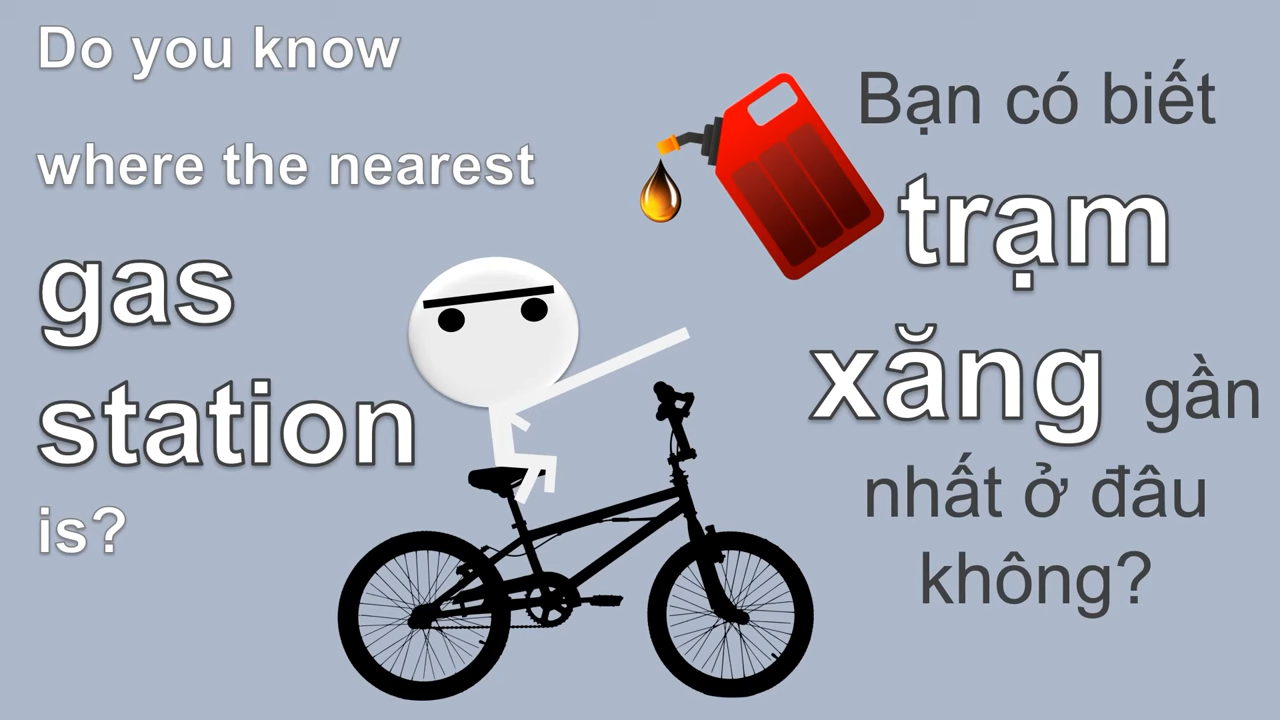 Do you know
where the nearest
gas
station
is?
Bạn có biết
trạm
xăng gần
nhất ở đâu
không?